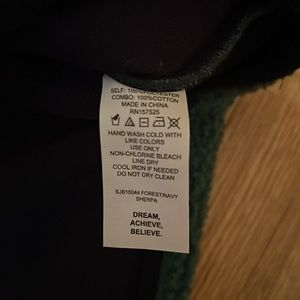 SELF: 100%POLYESTER
COMBO: 100%COTTON
MADE IN CHINA
RN157525
HAND WASH COLD WITH
LIKE COLORS
USE ONLY
NON-CHLORINE BLEACH
LINE DRY
COOL IRON IF NEEDED
DO NOT DRY CLEAN
SJB10044 FOREST/NAVY
SHERPA
DREAM,
ACHIEVE,
BELIEVE.